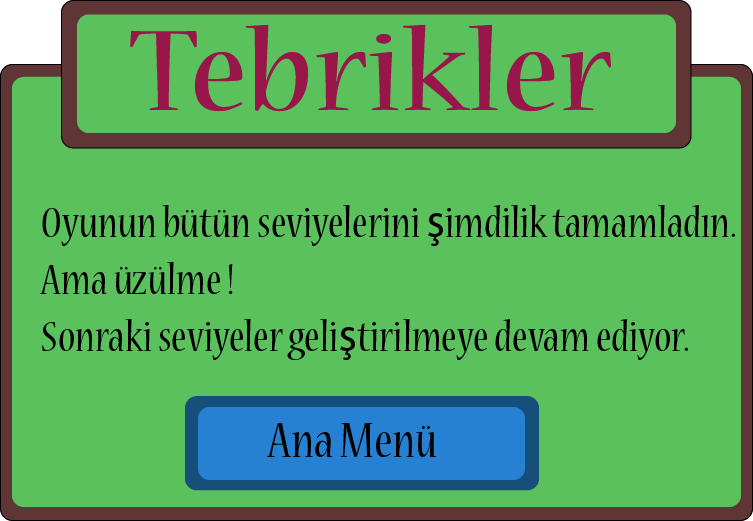 Tebrikler
Oyunun bütün seviyelerini şimdilik tamamladın.
Ama üzülme !
Sonraki seviyeler geliştirilmeye devam ediyor.
Ana Menü